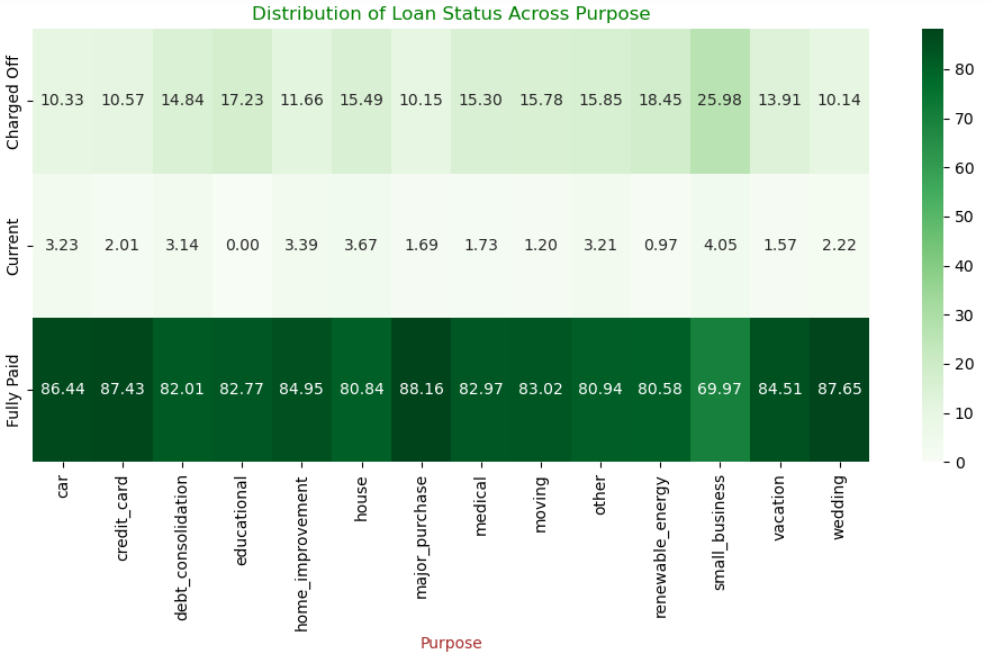 Distribution of Loan Status Across Purpose
Charged Off
10.33 10.57 14.84 17.23 11.66 15.49 10.15 15.30 15.78 15.85 18.45 25.98 13.91 10.14
Current
3.23 2.01 3.14 0.00 3.39 3.67 1.69 1.73 1.20 3.21 0.97 4.05 1.57 2.22
Fully Paid
86.44 87.43 82.01 82.77 84.95 80.84 88.16 82.97 83.02 80.94 80.58 69.97 84.51 87.65
car
credit_card
debt_consolidation
educational
home_improvement
house
major_purchase
medical
moving
other
renewable_energy
small_business
vacation
wedding
Purpose
80
70
60
50
40
30
20
10
0